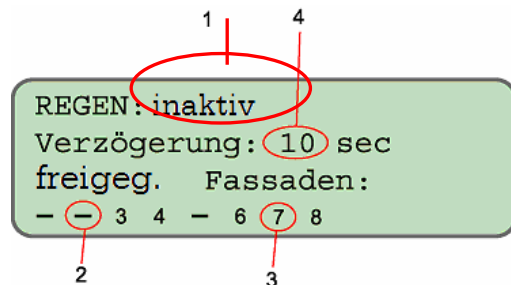 1 4
REGEN: inaktiv
Verzögerung: 10 sec
freigeg. Fassaden:
– – 3 4 – 6 7 8
2 3